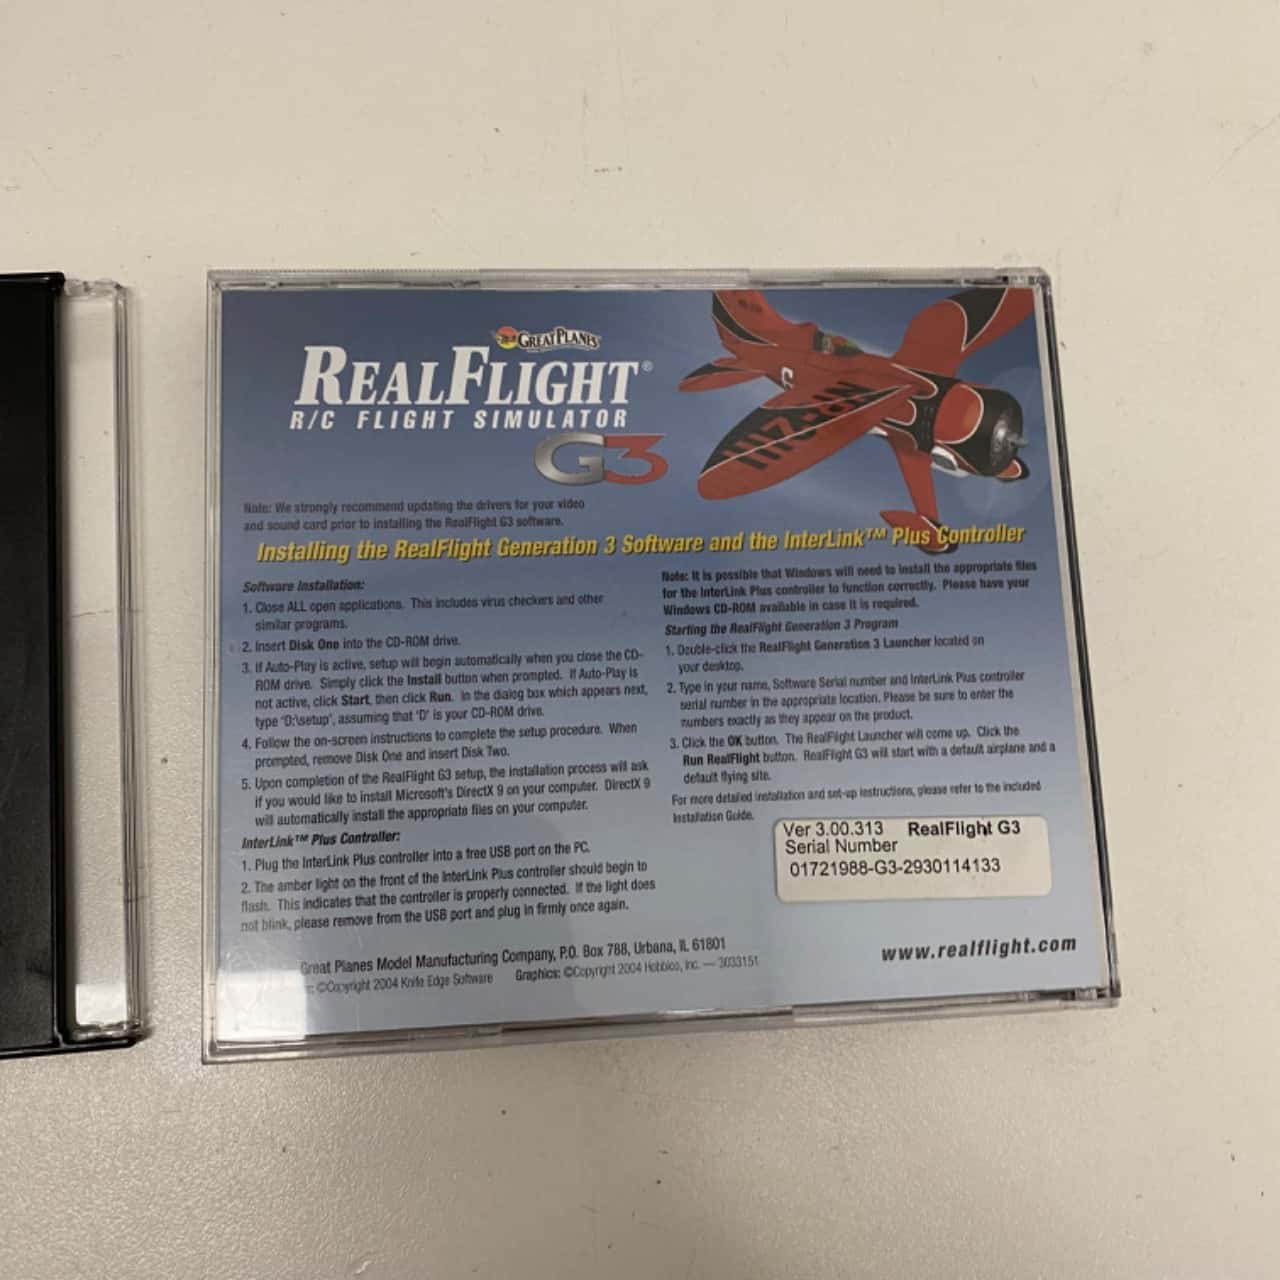 GREAT PLANES
REALFLIGHT®
R/C FLIGHT SIMULATOR
G3
Note: We strongly recommend updating the drivers for your video
and sound card prior to installing the RealFlight G3 software.
Installing the RealFlight Generation 3 Software and the InterLink™ Plus Controller
Software Installation:
1. Close ALL open applications. This includes virus checkers and other
similar programs.
2. Insert Disk One into the CD-ROM drive.
3. If Auto-Play is active, setup will begin automatically when you close the CD-
ROM drive. Simply click the Install button when prompted. If Auto-Play is
not active, click Start, then click Run. In the dialog box which appears next,
type 'D:\setup', assuming that 'D' is your CD-ROM drive.
4. Follow the on-screen instructions to complete the setup procedure. When
prompted, remove Disk One and insert Disk Two.
5. Upon completion of the RealFlight G3 setup, the installation process will ask
if you would like to install Microsoft's DirectX 9 on your computer. DirectX 9
will automatically install the appropriate files on your computer.
InterLink™ Plus Controller:
1. Plug the InterLink Plus controller into a free USB port on the PC.
2. The amber light on the front of the InterLink Plus controller should begin to
flash. This indicates that the controller is properly connected. If the light does
not blink, please remove from the USB port and plug in firmly once again.
Note: It is possible that Windows will need to install the appropriate files
for the InterLink Plus controller to function correctly. Please have your
Windows CD-ROM available in case it is required.
Starting the RealFlight Generation 3 Program
1. Double-click the RealFlight Generation 3 Launcher located on
your desktop.
2. Type in your name, Software Serial number and InterLink Plus controller
serial number in the appropriate location. Please be sure to enter the
numbers exactly as they appear on the product.
3. Click the OK button. The RealFlight Launcher will come up. Click the
Run RealFlight button. RealFlight G3 will start with a default airplane and a
default flying site.
For more detailed installation and set-up instructions, please refer to the included
Installation Guide.
Ver 3.00.313 RealFlight G3
Serial Number
01721988-G3-2930114133
www.realflight.com
Great Planes Model Manufacturing Company, P.O. Box 788, Urbana, IL 61801
©Copyright 2004 Knife Edge Software Graphics: ©Copyright 2004 Hobbico, Inc. — 3033151